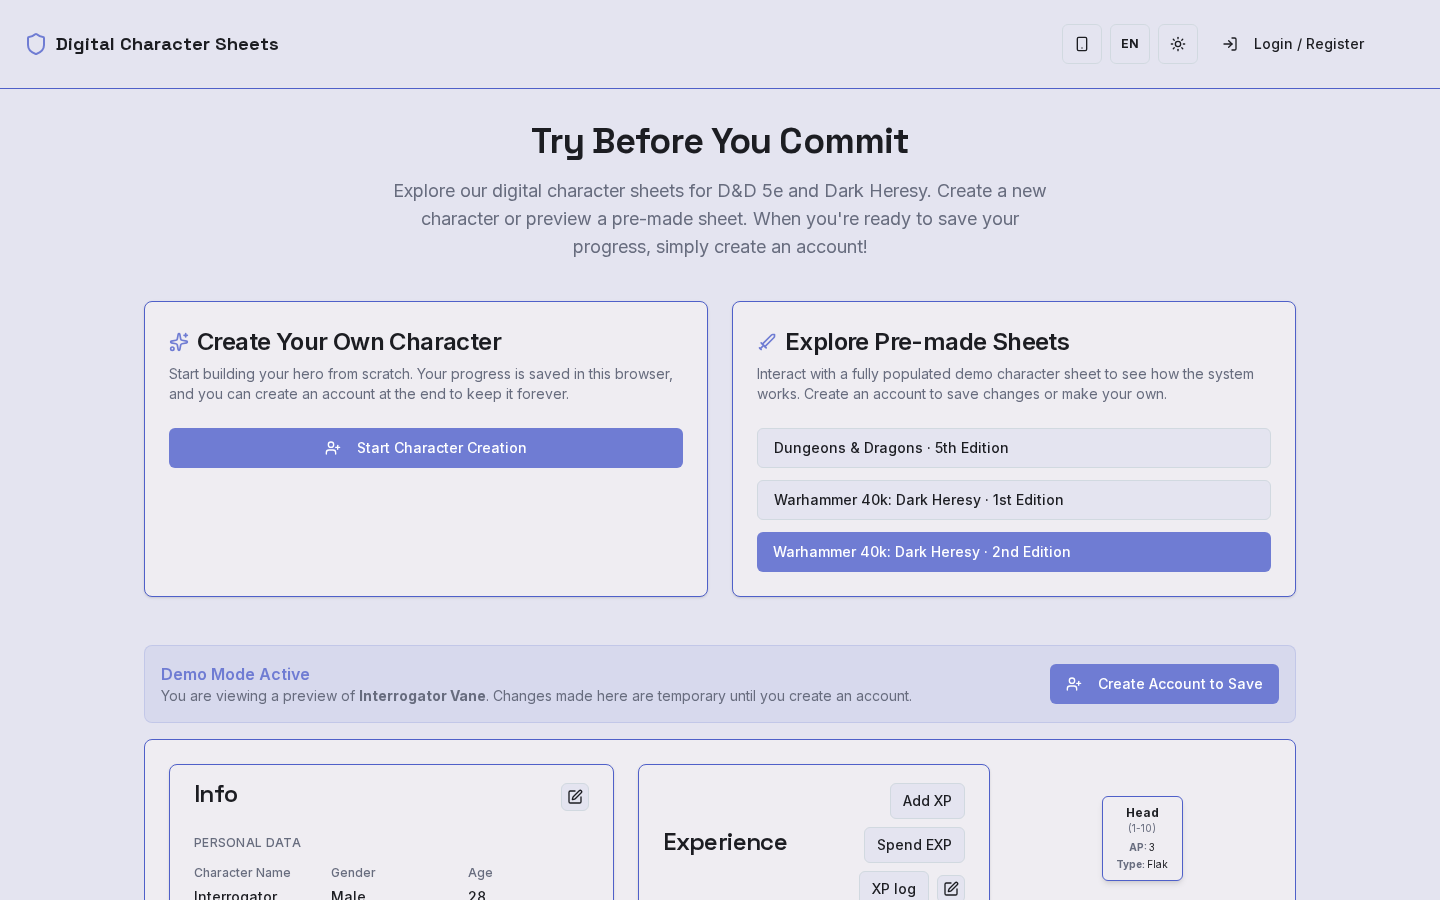 Digital Character Sheets
EN
Login / Register
Try Before You Commit
Explore our digital character sheets for D&D 5e and Dark Heresy. Create a new
character or preview a pre-made sheet. When you're ready to save your
progress, simply create an account!
Create Your Own Character
Start building your hero from scratch. Your progress is saved in this browser,
and you can create an account at the end to keep it forever.
Start Character Creation
Explore Pre-made Sheets
Interact with a fully populated demo character sheet to see how the system
works. Create an account to save changes or make your own.
Dungeons & Dragons · 5th Edition
Warhammer 40k: Dark Heresy · 1st Edition
Warhammer 40k: Dark Heresy · 2nd Edition
Demo Mode Active
You are viewing a preview of Interrogator Vane. Changes made here are temporary until you create an account.
Create Account to Save
Info
PERSONAL DATA
Character Name Gender Age
Interrogator Male 28
Experience
Add XP
Spend EXP
XP log
Head
(1-10)
AP: 3
Type: Flak